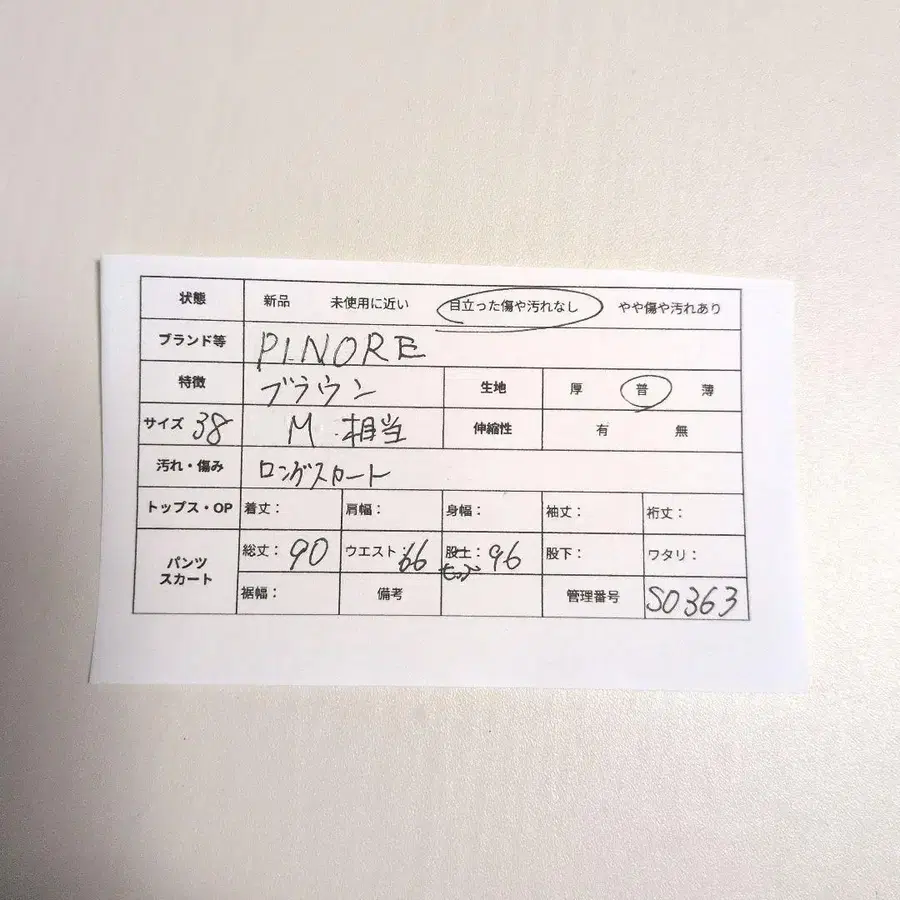 状態 新品 未使用に近い 目立った傷や汚れなし やや傷や汚れあり
ブランド等 PINORE
特徴 ブラウン 生地 厚 普 薄
サイズ 38 M 相当 伸縮性 有 無
汚れ・傷み ロングスカート
トップス・OP 着丈: 肩幅: 身幅: 袖丈: 裄丈:
パンツ スカート 総丈: 90 ウエスト: 66 股上: ヒップ 96 股下: ワタリ:
裾幅: 備考 管理番号 S0363